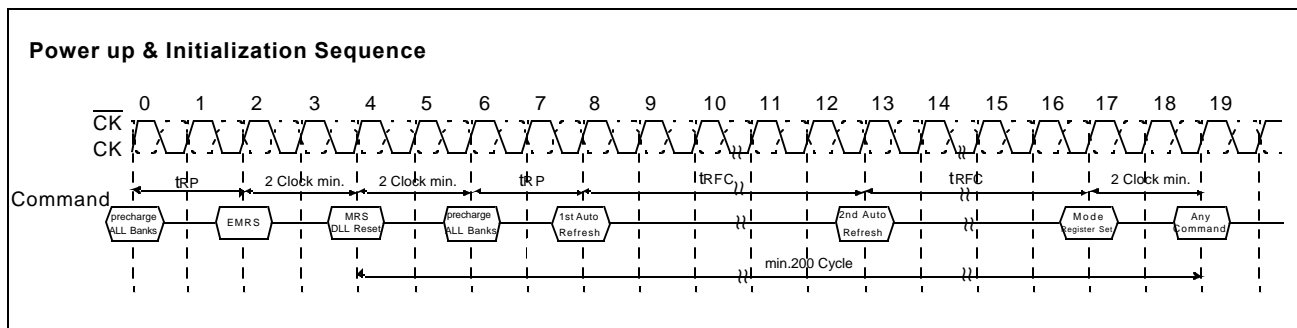 Power up & Initialization Sequence
0 1 2 3 4 5 6 7 8 9 10 11 12 13 14 15 16 17 18 19
CK
CK
tRP 2 Clock min. 2 Clock min. tRP tRFC tRFC 2 Clock min.
Command
precharge ALL Banks
EMRS
MRS DLL Reset
precharge ALL Banks
1st Auto Refresh
2nd Auto Refresh
Mode Register Set
Any Command
min.200 Cycle